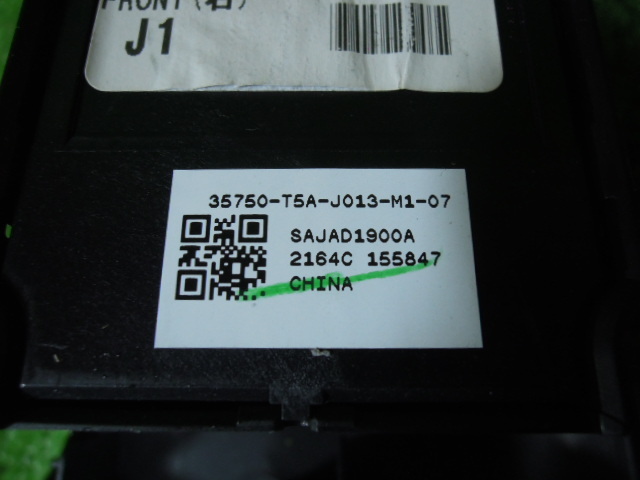 FRONT(右)
J1
35750-T5A-J013-M1-07
SAJAD1900A
2164C 155847
CHINA